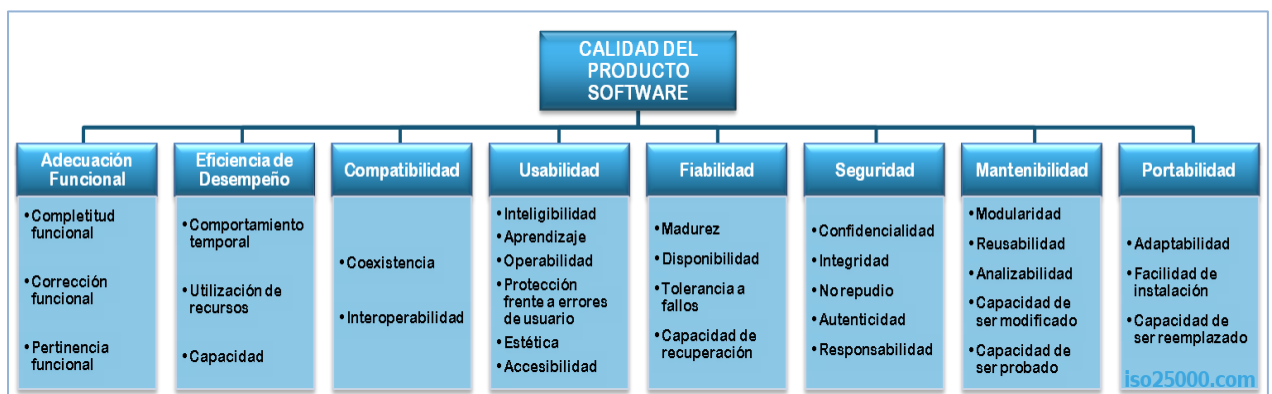 CALIDAD DEL
PRODUCTO
SOFTWARE
Adecuación
Funcional
• Completitud
funcional
• Corrección
funcional
• Pertinencia
funcional
Eficiencia de
Desempeño
• Comportamiento
temporal
• Utilización de
recursos
• Capacidad
Compatibilidad
• Coexistencia
• Interoperabilidad
Usabilidad
• Inteligibilidad
• Aprendizaje
• Operabilidad
• Protección
frente a errores
de usuario
• Estética
• Accesibilidad
Fiabilidad
• Madurez
• Disponibilidad
• Tolerancia a
fallos
• Capacidad de
recuperación
Seguridad
• Confidencialidad
• Integridad
• No repudio
• Autenticidad
• Responsabilidad
Mantenibilidad
• Modularidad
• Reusabilidad
• Analizabilidad
• Capacidad de
ser modificado
• Capacidad de
ser probado
Portabilidad
• Adaptabilidad
• Facilidad de
instalación
• Capacidad de
ser reemplazado
iso25000.com